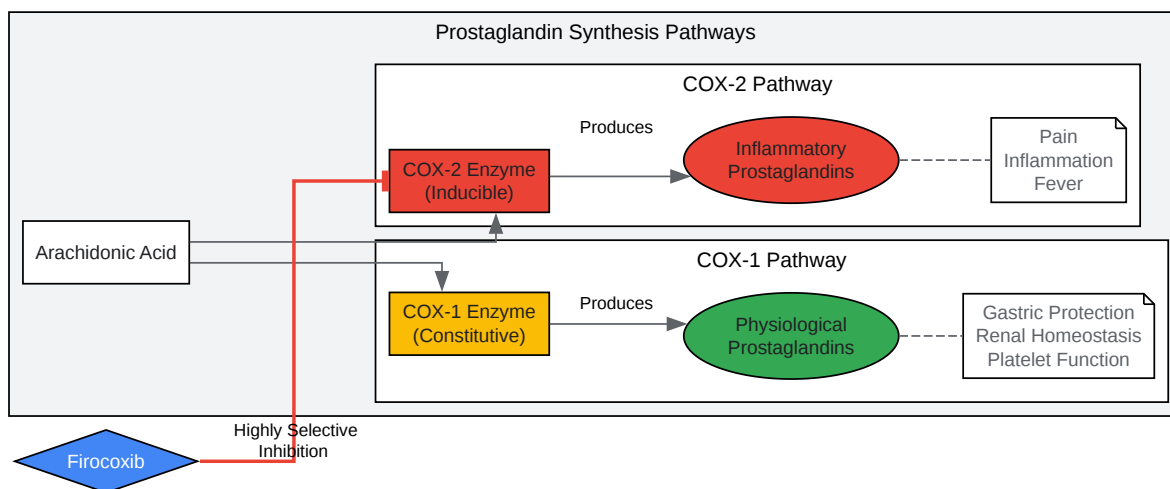 Prostaglandin Synthesis Pathways
COX-2 Pathway
Produces
COX-2 Enzyme
(Inducible)
Inflammatory
Prostaglandins
Pain
Inflammation
Fever
Arachidonic Acid
COX-1 Pathway
Produces
COX-1 Enzyme
(Constitutive)
Physiological
Prostaglandins
Gastric Protection
Renal Homeostasis
Platelet Function
Highly Selective
Inhibition
Firocoxib